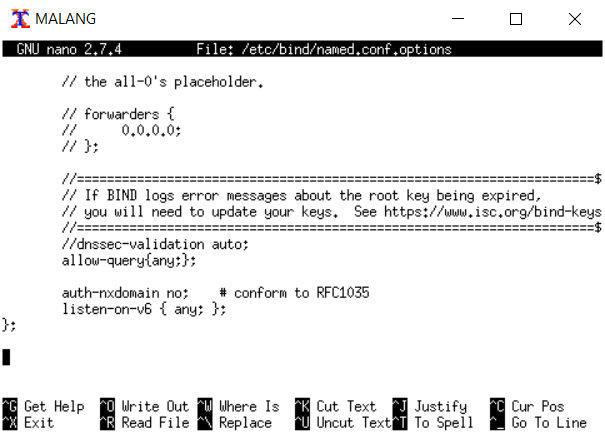 MALANG
GNU nano 2.7.4 File: /etc/bind/named.conf.options
// the all-0's placeholder.
// forwarders {
// 0.0.0.0;
// };
//======================================================================$
// If BIND logs error messages about the root key being expired,
// you will need to update your keys. See https://www.isc.org/bind-keys
//======================================================================$
//dnssec-validation auto;
allow-query{any;};
auth-nxdomain no; # conform to RFC1035
listen-on-v6 { any; };
};
^G Get Help ^O Write Out ^W Where Is ^K Cut Text ^J Justify ^C Cur Pos
^X Exit ^R Read File ^\ Replace ^U Uncut Text ^T To Spell ^_ Go To Line